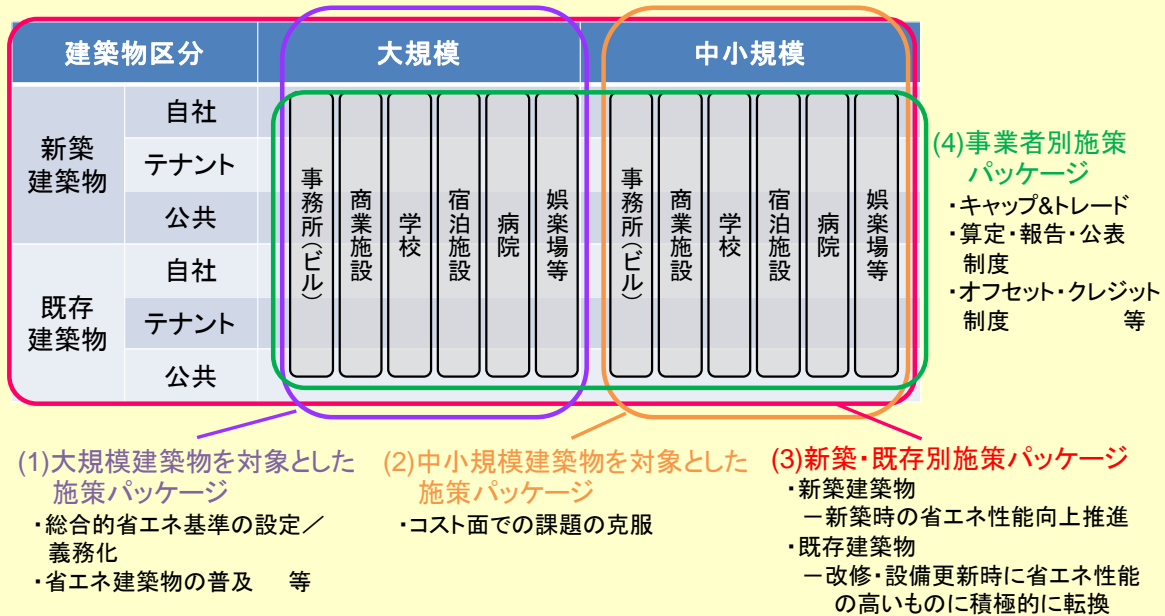 建築物区分
大規模
中小規模
新築
建築物
自社
テナント
公共
既存
建築物
自社
テナント
公共
事務所(ビル)
商業施設
学校
宿泊施設
病院
娯楽場等
事務所(ビル)
商業施設
学校
宿泊施設
病院
娯楽場等
(4)事業者別施策
パッケージ
・キャップ&トレード
・算定・報告・公表
制度
・オフセット・クレジット
制度 等
(1)大規模建築物を対象とした
施策パッケージ
・総合的省エネ基準の設定／
義務化
・省エネ建築物の普及 等
(2)中小規模建築物を対象とした
施策パッケージ
・コスト面での課題の克服
(3)新築・既存別施策パッケージ
・新築建築物
－新築時の省エネ性能向上推進
・既存建築物
－改修・設備更新時に省エネ性能
の高いものに積極的に転換